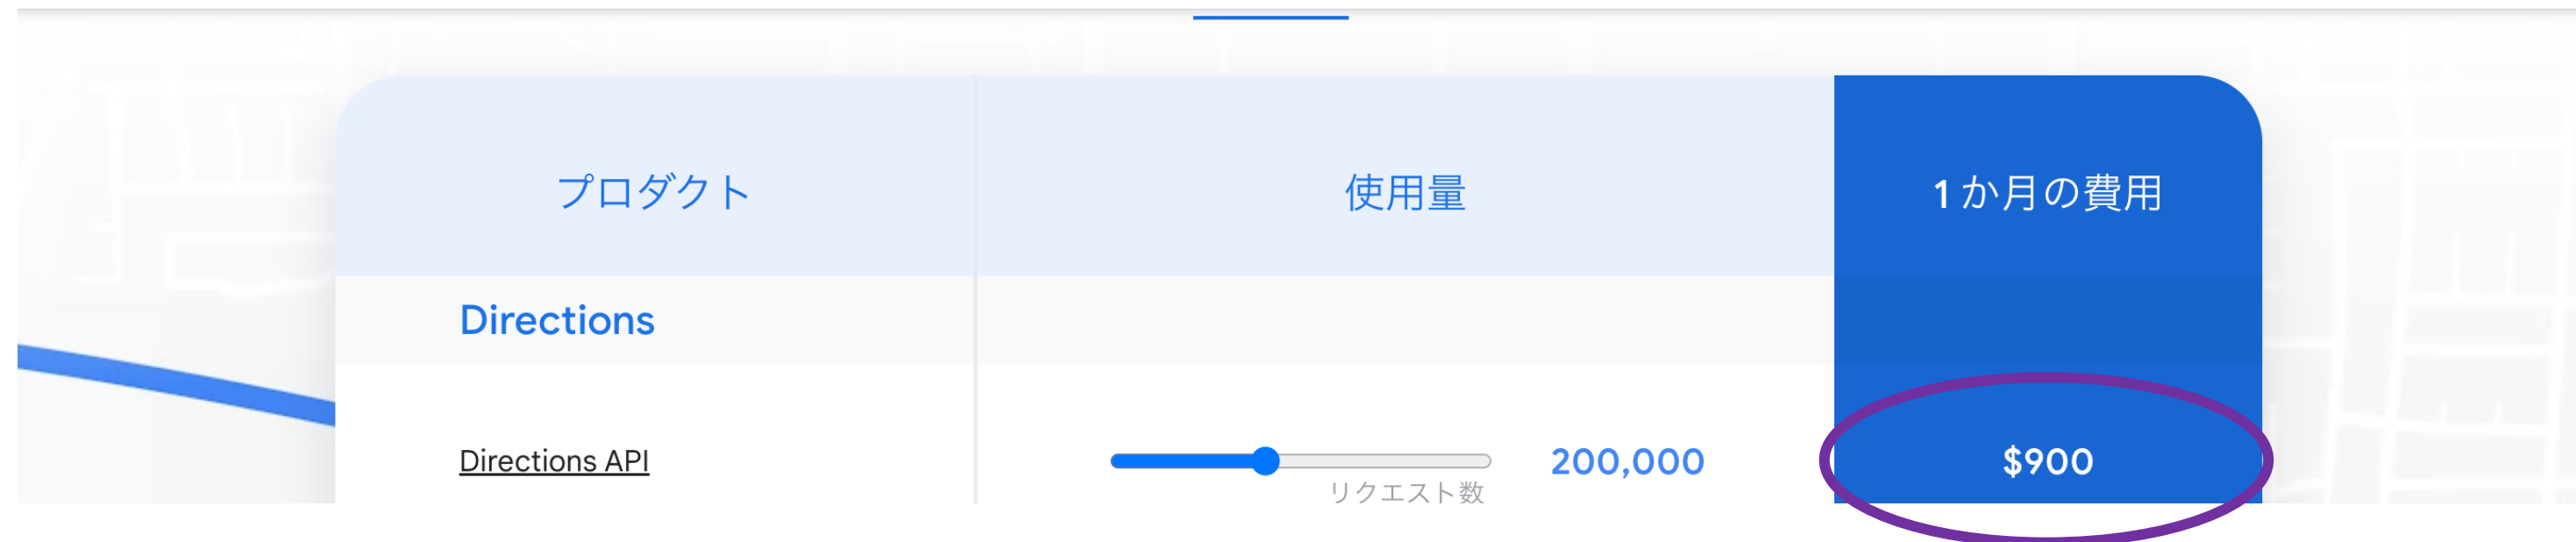 プロダクト
使用量
1 か月の費用
Directions
Directions API
200,000
$900
リクエスト数